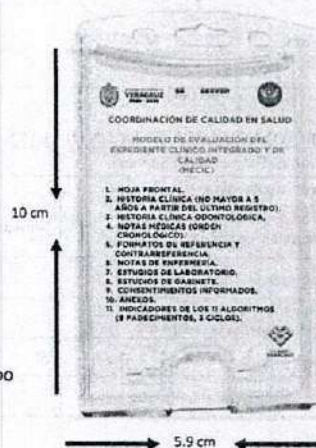 VERACRUZ
COORDINACIÓN DE CALIDAD EN SALUD
MODELO DE EVALUACIÓN DEL
EXPEDIENTE CLÍNICO INTEGRADO Y DE
CALIDAD
(MECIC)
1. HOJA FRONTAL.
2. HISTORIA CLÍNICA (NO MAYOR A 5
AÑOS A PARTIR DEL ÚLTIMO REGISTRO).
3. HISTORIA CLÍNICA ODONTOLOGICA.
4. NOTAS MÉDICAS (ORDEN
CRONOLÓGICO).
5. FORMATOS DE REFERENCIA Y
CONTRARREFERENCIA.
6. NOTAS DE ENFERMERÍA.
7. ESTUDIOS DE LABORATORIO.
8. ESTUDIOS DE GABINETE.
9. CONSENTIMIENTOS INFORMADOS.
10. ANEXOS.
11. INDICADORES DE LOS 11 ALGORITMOS
(8 PADECIMIENTOS, 3 CICLOS).
10 cm
5.9 cm